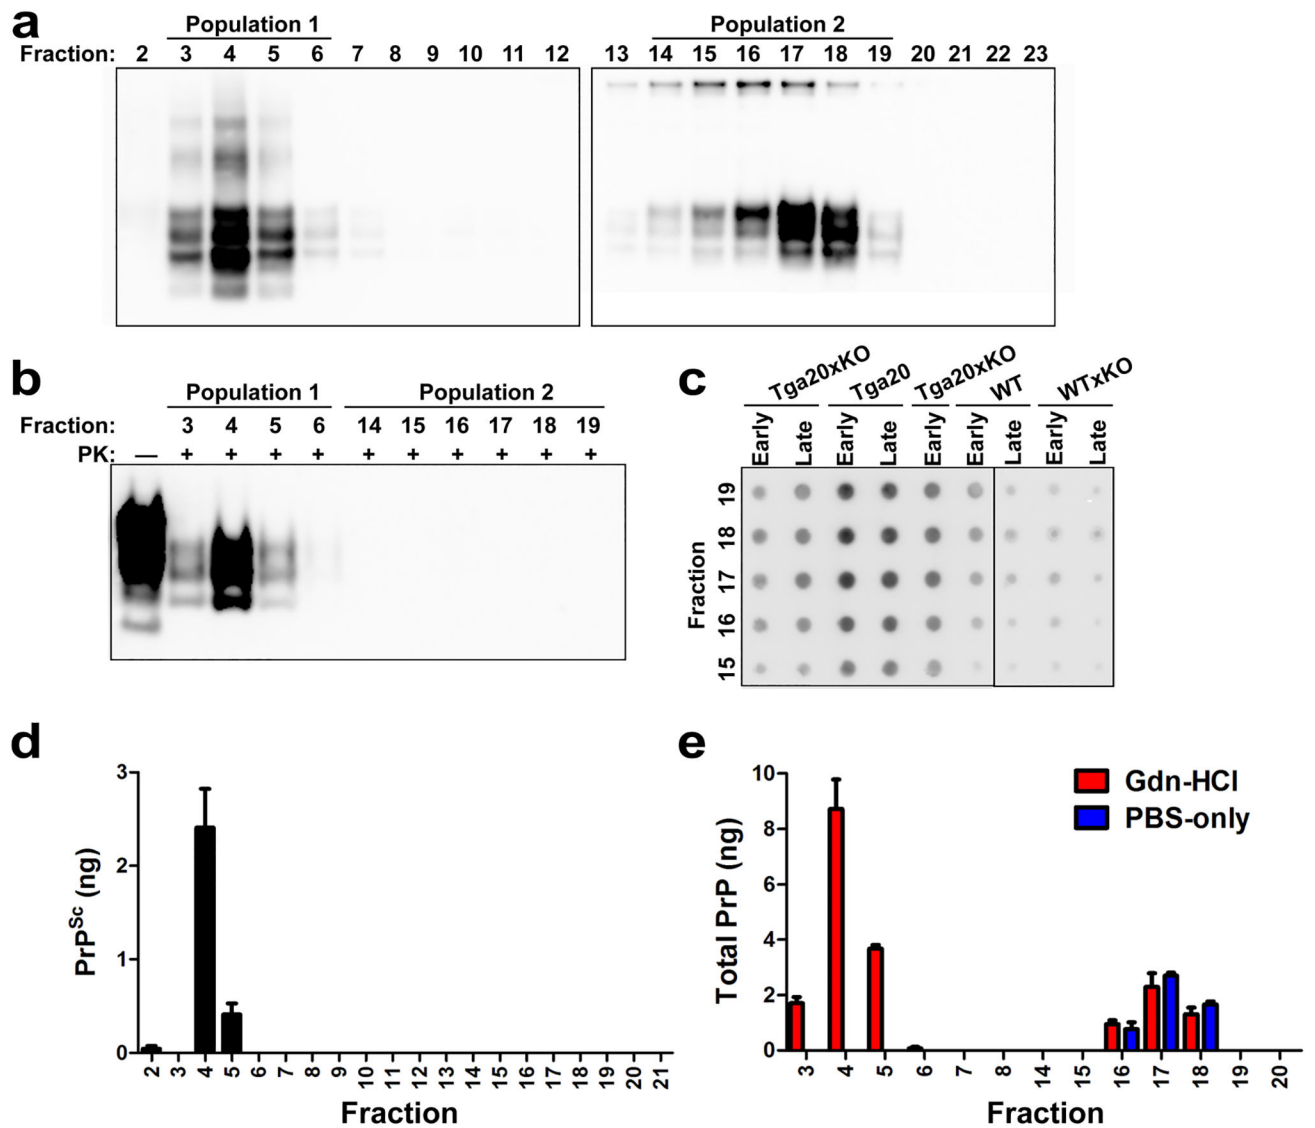 a
Population 1
Population 2
Fraction: 2 3 4 5 6 7 8 9 10 11 12 13 14 15 16 17 18 19 20 21 22 23
b
Population 1
Population 2
Fraction: 3 4 5 6 14 15 16 17 18 19
PK: — + + + + + + + + + +
c
Tga20xKO Tga20 Tga20xKO WT WTxKO
Early Late Early Late Early Early Late Early Late
Fraction
19
18
17
16
15
d
PrPSc (ng)
3
2
1
0
2 3 4 5 6 7 8 9 10 11 12 13 14 15 16 17 18 19 20 21
Fraction
e
Gdn-HCl
PBS-only
Total PrP (ng)
10
8
6
4
2
0
3 4 5 6 7 8 14 15 16 17 18 19 20
Fraction